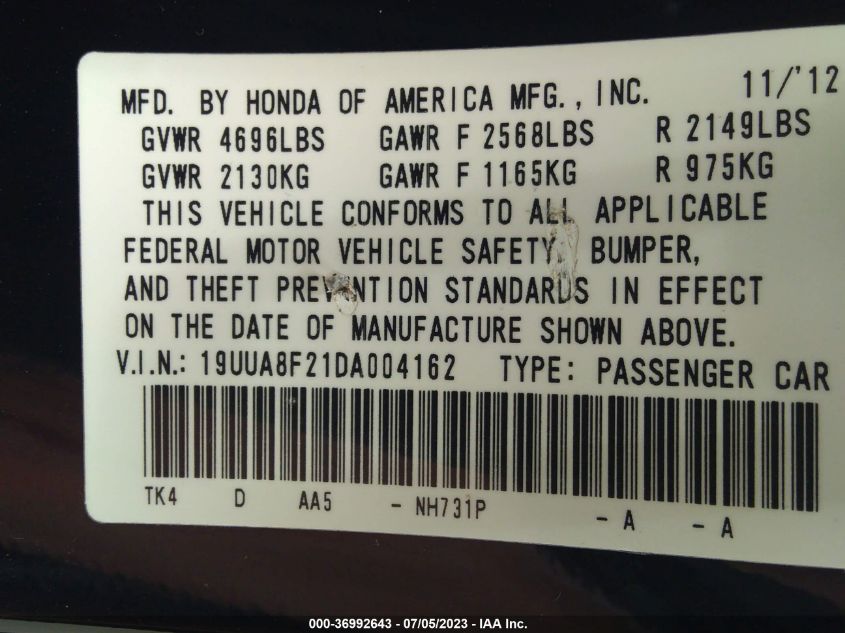 MFD. BY HONDA OF AMERICA MFG., INC. 11/'12
GVWR 4696LBS GAWR F 2568LBS R 2149LBS
GVWR 2130KG GAWR F 1165KG R 975KG
THIS VEHICLE CONFORMS TO ALL APPLICABLE
FEDERAL MOTOR VEHICLE SAFETY, BUMPER,
AND THEFT PREVENTION STANDARDS IN EFFECT
ON THE DATE OF MANUFACTURE SHOWN ABOVE.
V.I.N.: 19UUA8F21DA004162 TYPE: PASSENGER CAR
TK4 D AA5 - NH731P - A - A
000-36992643 - 07/05/2023 - IAA Inc.